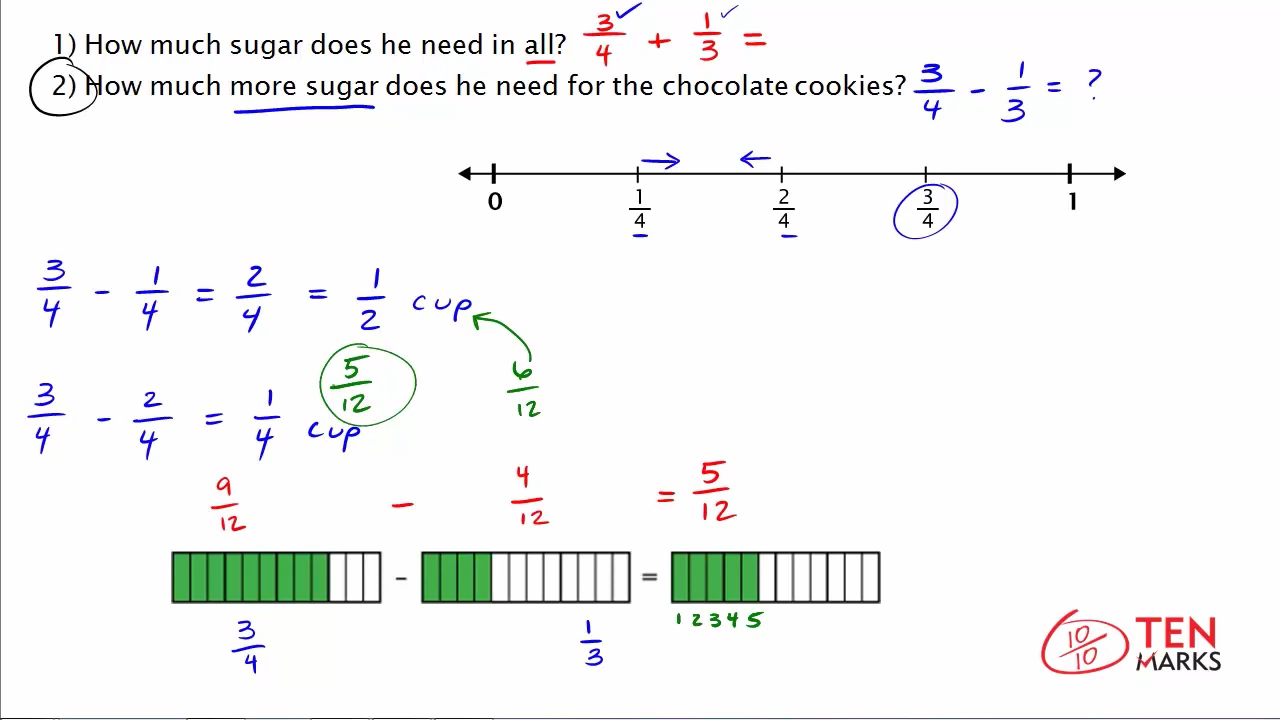 1) How much sugar does he need in all? 3/4 + 1/3 =
2) How much more sugar does he need for the chocolate cookies? 3/4 - 1/3 = ?
0 1/4 2/4 3/4 1
3/4 - 1/4 = 2/4 = 1/2 cup
5/12 6/12
3/4 - 2/4 = 1/4 cup
9/12 - 4/12 = 5/12
- =
1 2 3 4 5
3/4 1/3
10/10 TEN MARKS